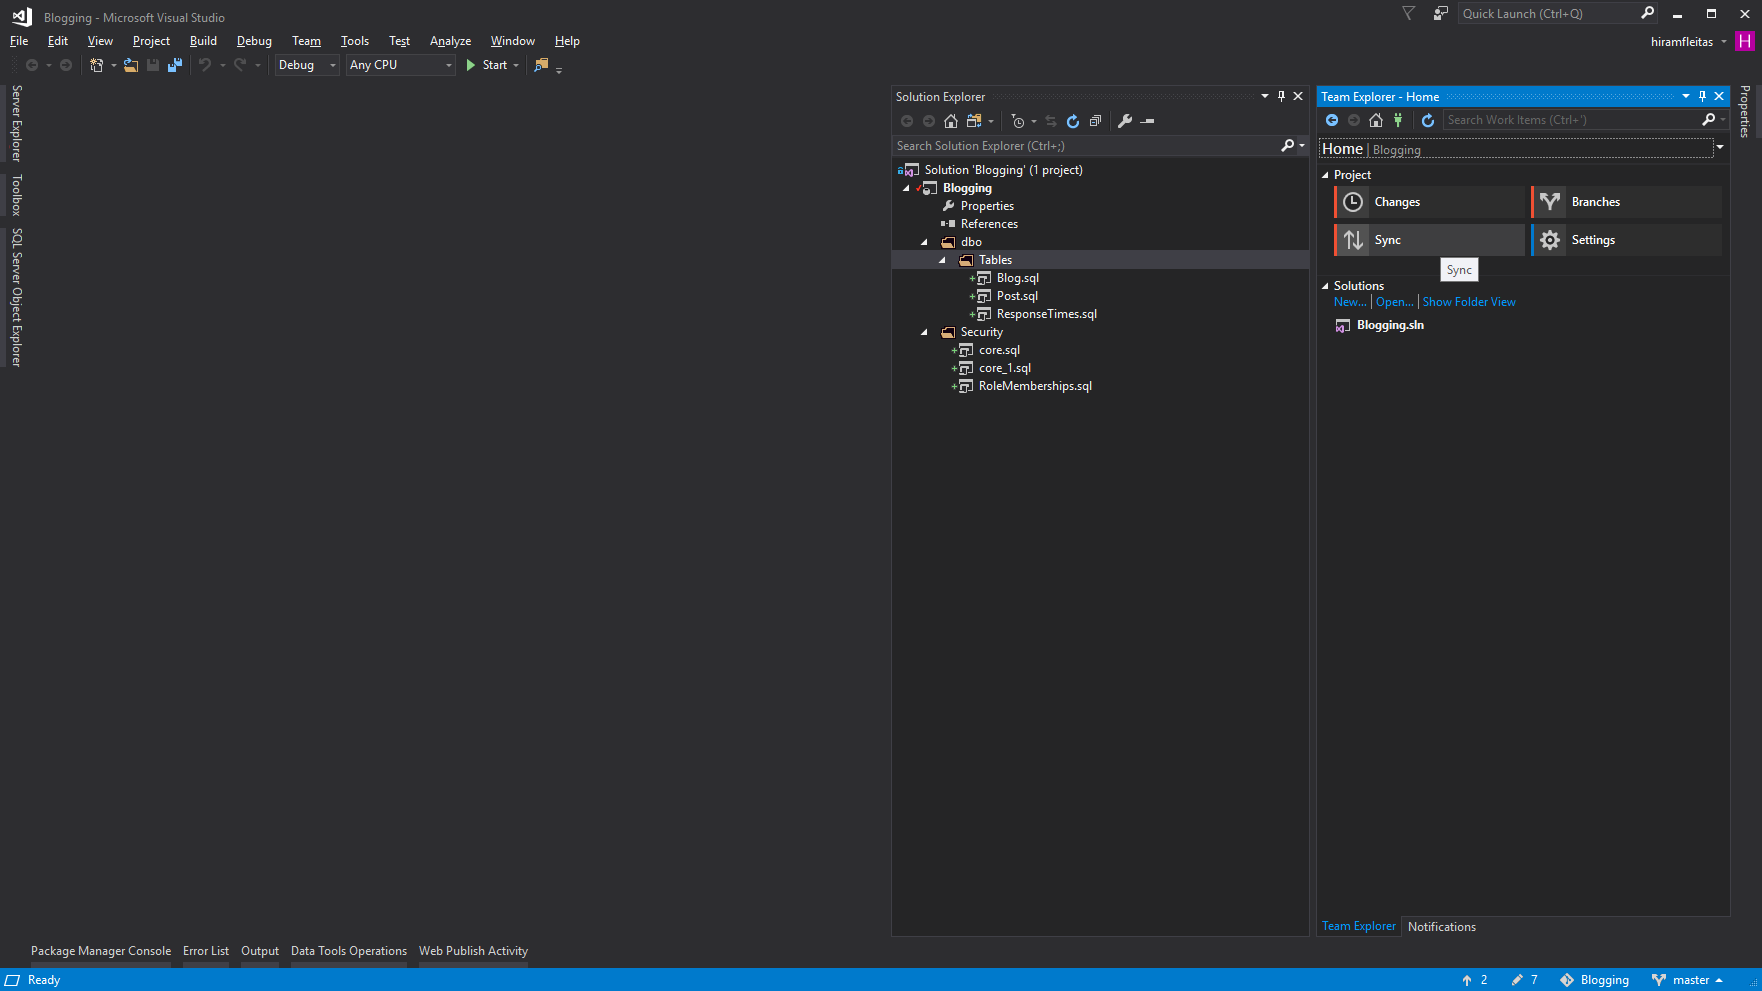 Blogging - Microsoft Visual Studio
Quick Launch (Ctrl+Q)
File Edit View Project Build Debug Team Tools Test Analyze Window Help
hiramfleitas H
Debug Any CPU Start
Server Explorer
Toolbox
SQL Server Object Explorer
Solution Explorer
Search Solution Explorer (Ctrl+;)
Solution 'Blogging' (1 project)
Blogging
Properties
References
dbo
Tables
Blog.sql
Post.sql
ResponseTimes.sql
Security
core.sql
core_1.sql
RoleMemberships.sql
Team Explorer - Home
Search Work Items (Ctrl+')
Home | Blogging
Project
Changes Branches
Sync Settings
Sync
Solutions
New... | Open... | Show Folder View
Blogging.sln
Team Explorer Notifications
Properties
Package Manager Console Error List Output Data Tools Operations Web Publish Activity
Ready 2 7 Blogging master